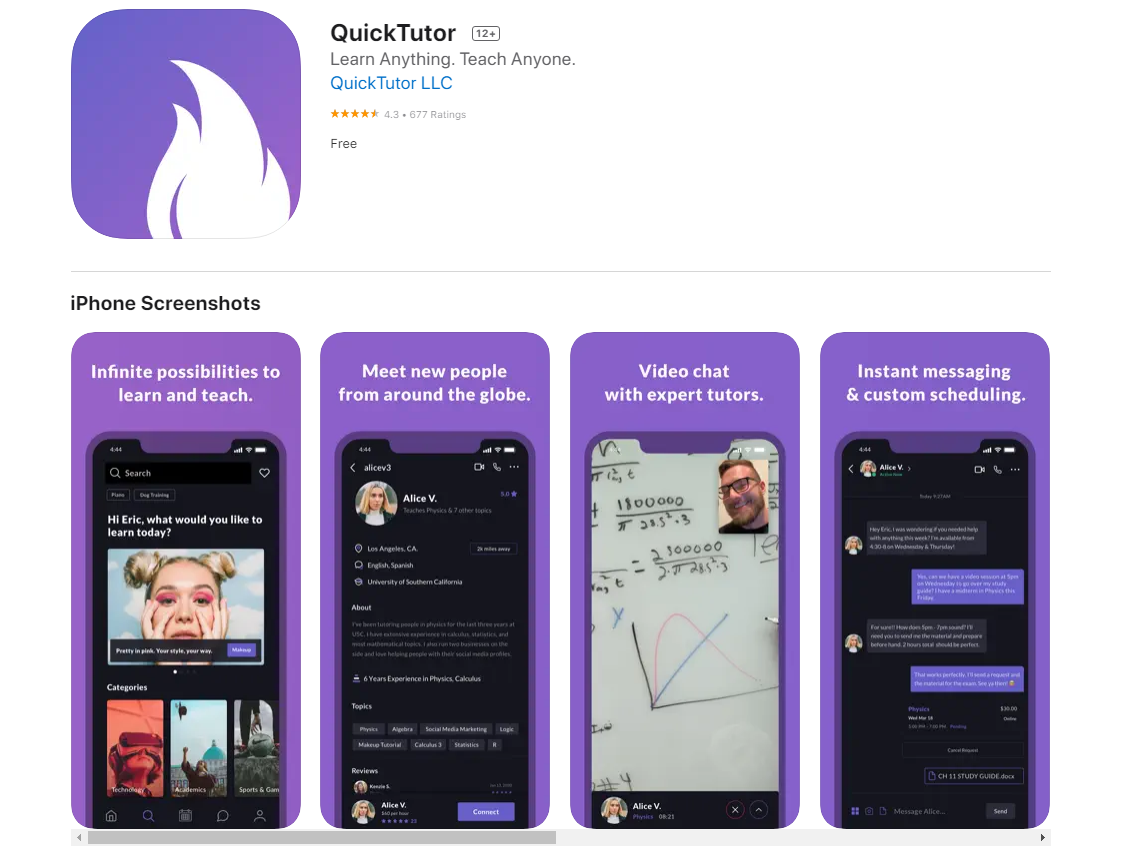 QuickTutor 12+
Learn Anything. Teach Anyone.
QuickTutor LLC
4.3 • 677 Ratings
Free
iPhone Screenshots
Infinite possibilities to
learn and teach.
4:44
Search
Piano
Dog Training
Hi Eric, what would you like to
learn today?
Pretty in pink. Your style, your way.
Makeup
Categories
Technology
Academics
Sports & Gam
Meet new people
from around the globe.
4:44
alicev3
Alice V.
5.0
Teaches Physics & 7 other topics
Los Angeles, CA.
2k miles away
English, Spanish
University of Southern California
About
I've been tutoring people in physics for the last three years at
USC. I have extensive experience in calculus, statistics, and
most mathematical topics. I also run two businesses on the
side and love helping people with their social media profiles.
6 Years Experience in Physics, Calculus
Topics
Physics
Algebra
Social Media Marketing
Logic
Makeup Tutorial
Calculus 3
Statistics
R
Reviews
Kenzie S.
Alice V.
$60 per hour
23
Connect
Video chat
with expert tutors.
1800000
π 28.5² · 3
= 2300000
2 · π 28.5² · 3
x
#4
Alice V.
Physics 08:21
Instant messaging
& custom scheduling.
4:44
Alice V.
Today 9:27AM
Hey Eric, I was wondering if you needed help
with anything this week? I'm available from
4:30-8 on Wednesday & Thursday!
Yes, can we have a video session at 5pm
on Wednesday to go over my study
guide? I have a midterm in Physics this
Friday.
For sure!! How does 5pm - 7pm sound? I'll
need you to send me the material and prepare
before hand. 2 hours total should be perfect.
That works perfectly. I'll send a request and
the material for the exam. See ya then!
Physics
$30.00
Wed Mar 18
Online
5:00 PM - 7:00 PM Pending
Cancel Request
CH 11 STUDY GUIDE.docx
Message Alice...
Send